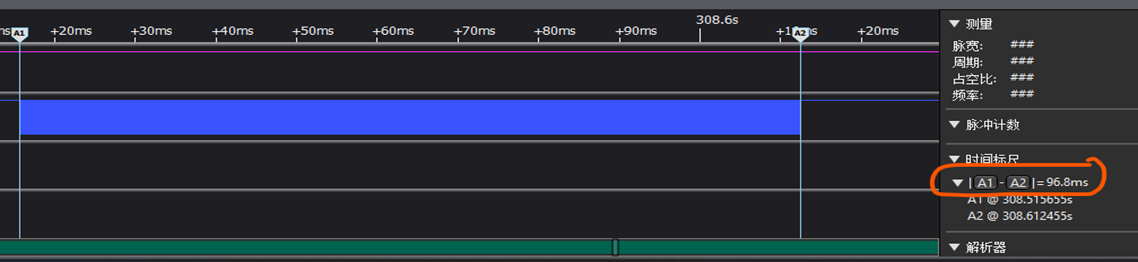 308.6s
ms +20ms +30ms +40ms +50ms +60ms +70ms +80ms +90ms +20ms
A1
A2
测量
脉宽: ###
周期: ###
占空比: ###
频率: ###
脉冲计数
时间标尺
| A1 - A2 |=96.8ms
A1 @ 308.515655s
A2 @ 308.612455s
解析器